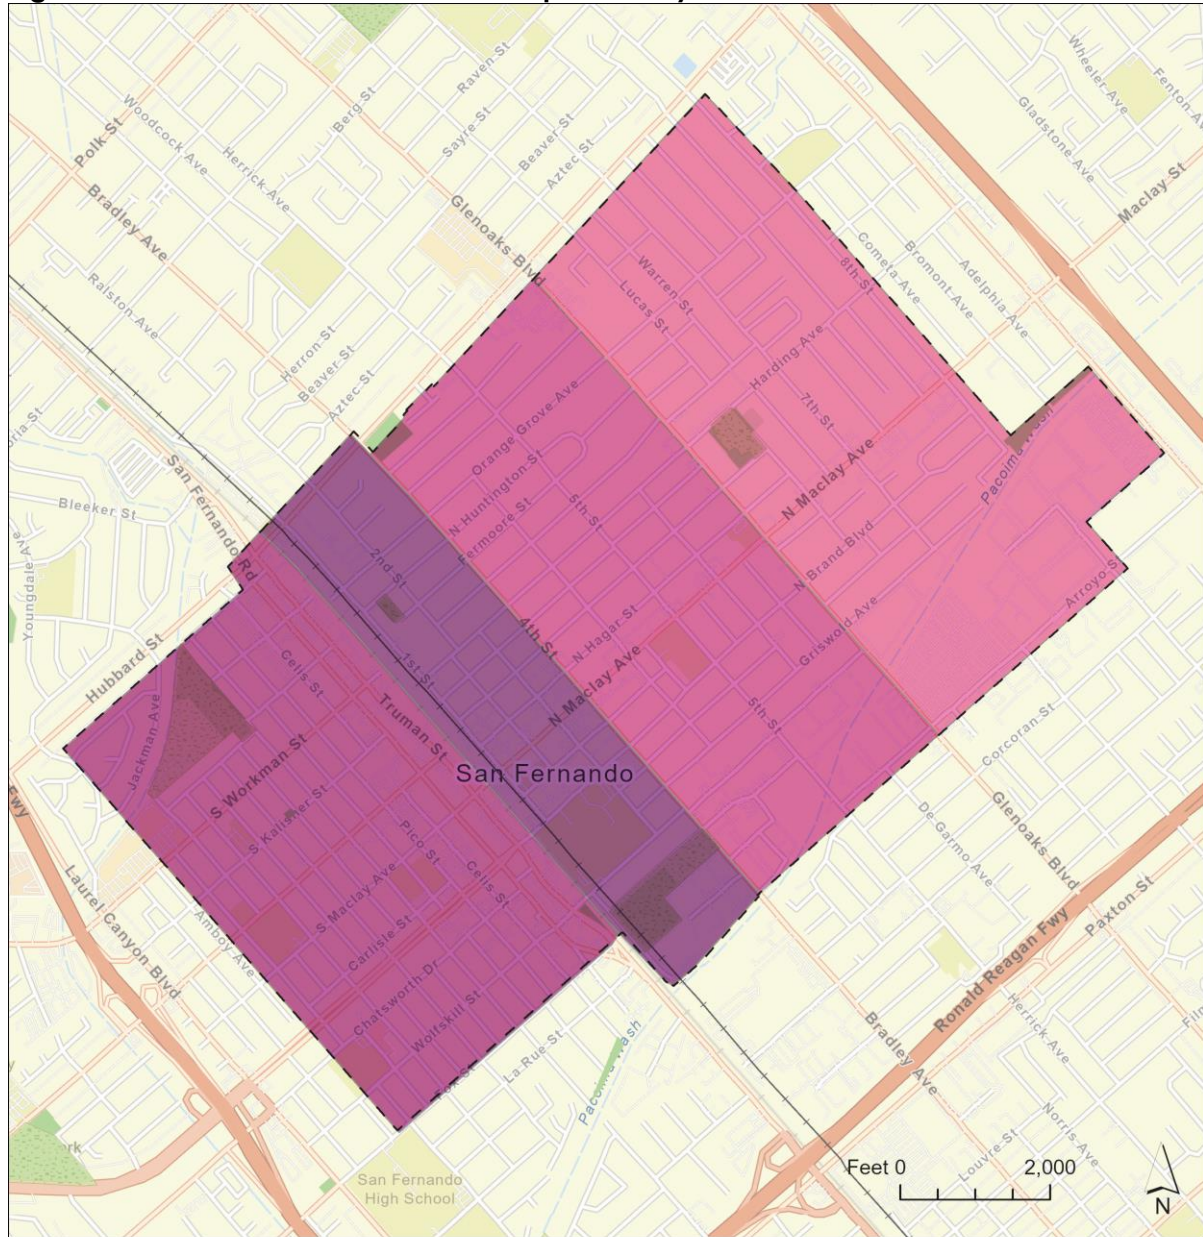 Raven St
Wheeler Ave
Fenton Av
Woodcock Ave
Berg St
Sayre St
Gladstone Ave
Polk St
Beaver St
Herrick Ave
Aztec St
Maclay St
Bradley Ave
Glenoaks Blvd
Cometa Ave
Bromont Ave
Adelphia Ave
8th St
Warren St
Lucas St
Ralston Ave
Herron St
Beaver St
Aztec St
Harding Ave
7th St
Orange Grove Ave
N Huntington St
N Maclay Ave
Pacoima Wash
San Fernando Rd
Bleeker St
5th St
ermoore St
N Brand Blvd
Youngdale Ave
2nd St
Arroyo S
4th St
N Hagar St
Griswold Ave
Hubbard St
Celis St
1st St
N Maclay Ave
5th St
Jackman Ave
Truman St
Corcoran St
S Workman St
San Fernando
Fwy
S Kalisher St
Pico St
De Garmo Ave
Glenoaks Blvd
Laurel Canyon Blvd
Celis St
S Maclay Ave
Amboy Ave
Carlisle St
Paxton St
Ronald Reagan Fwy
Chatsworth Dr
Wolfskill St
Herrick Ave
La Rue St
Bradley Ave
Norris Ave
Louvre St
ork
San Fernando
High School
Feet 0 2,000
N